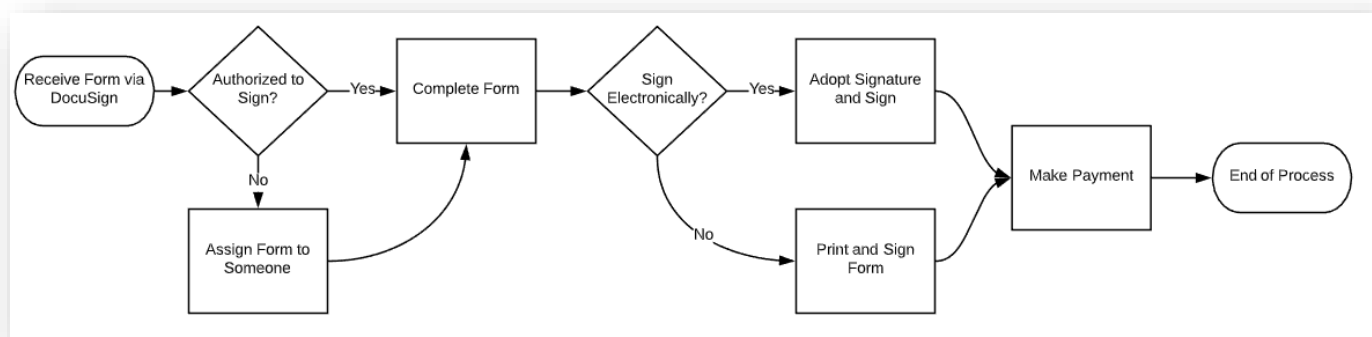 Receive Form via
DocuSign
Authorized to
Sign?
Yes
Complete Form
Sign
Electronically?
Yes
Adopt Signature
and Sign
Make Payment
End of Process
No
Assign Form to
Someone
No
Print and Sign
Form